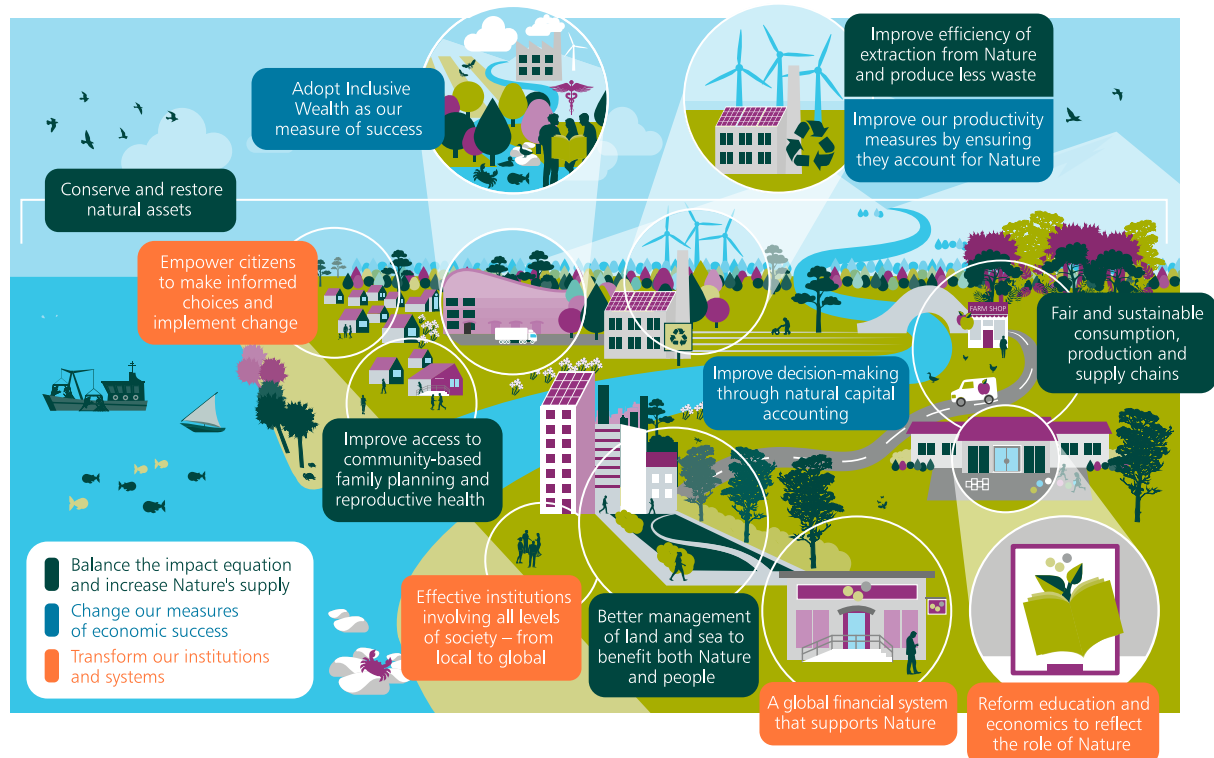 Adopt Inclusive
Wealth as our
measure of success
Improve efficiency of
extraction from Nature
and produce less waste
Improve our productivity
measures by ensuring
they account for Nature
Conserve and restore
natural assets
Empower citizens
to make informed
choices and
implement change
FARM SHOP
Fair and sustainable
consumption,
production and
supply chains
Improve decision-making
through natural capital
accounting
Improve access to
community-based
family planning and
reproductive health
Balance the impact equation
and increase Nature's supply
Change our measures
of economic success
Transform our institutions
and systems
Effective institutions
involving all levels
of society – from
local to global
Better management
of land and sea to
benefit both Nature
and people
A global financial system
that supports Nature
Reform education and
economics to reflect
the role of Nature